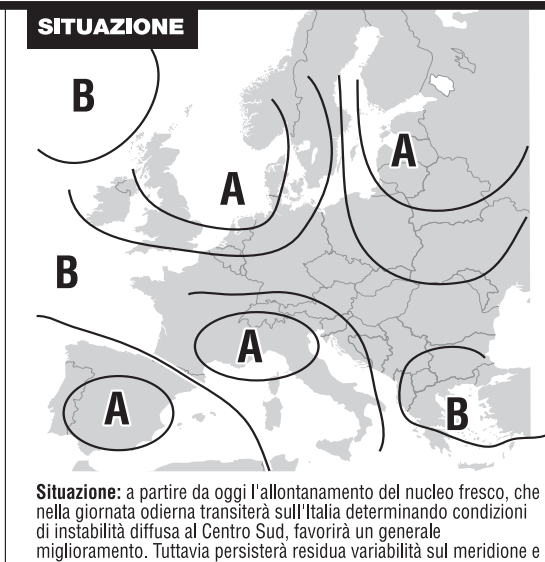 SITUAZIONE
B
A
A
B
A
A
B
Situazione: a partire da oggi l'allontanamento del nucleo fresco, che
nella giornata odierna transiterà sull'Italia determinando condizioni
di instabilità diffusa al Centro Sud, favorirà un generale
miglioramento. Tuttavia persisterà residua variabilità sul meridione e